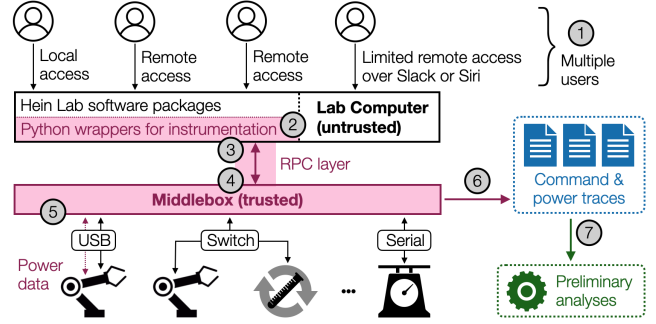 Local
access
Remote
access
Remote
access
Limited remote access
over Slack or Siri
1
Multiple
users
Hein Lab software packages
Python wrappers for instrumentation
2
Lab Computer
(untrusted)
3
RPC layer
4
Middlebox (trusted)
5
6
Command &
power traces
7
USB
Switch
Serial
Power
data
...
Preliminary
analyses